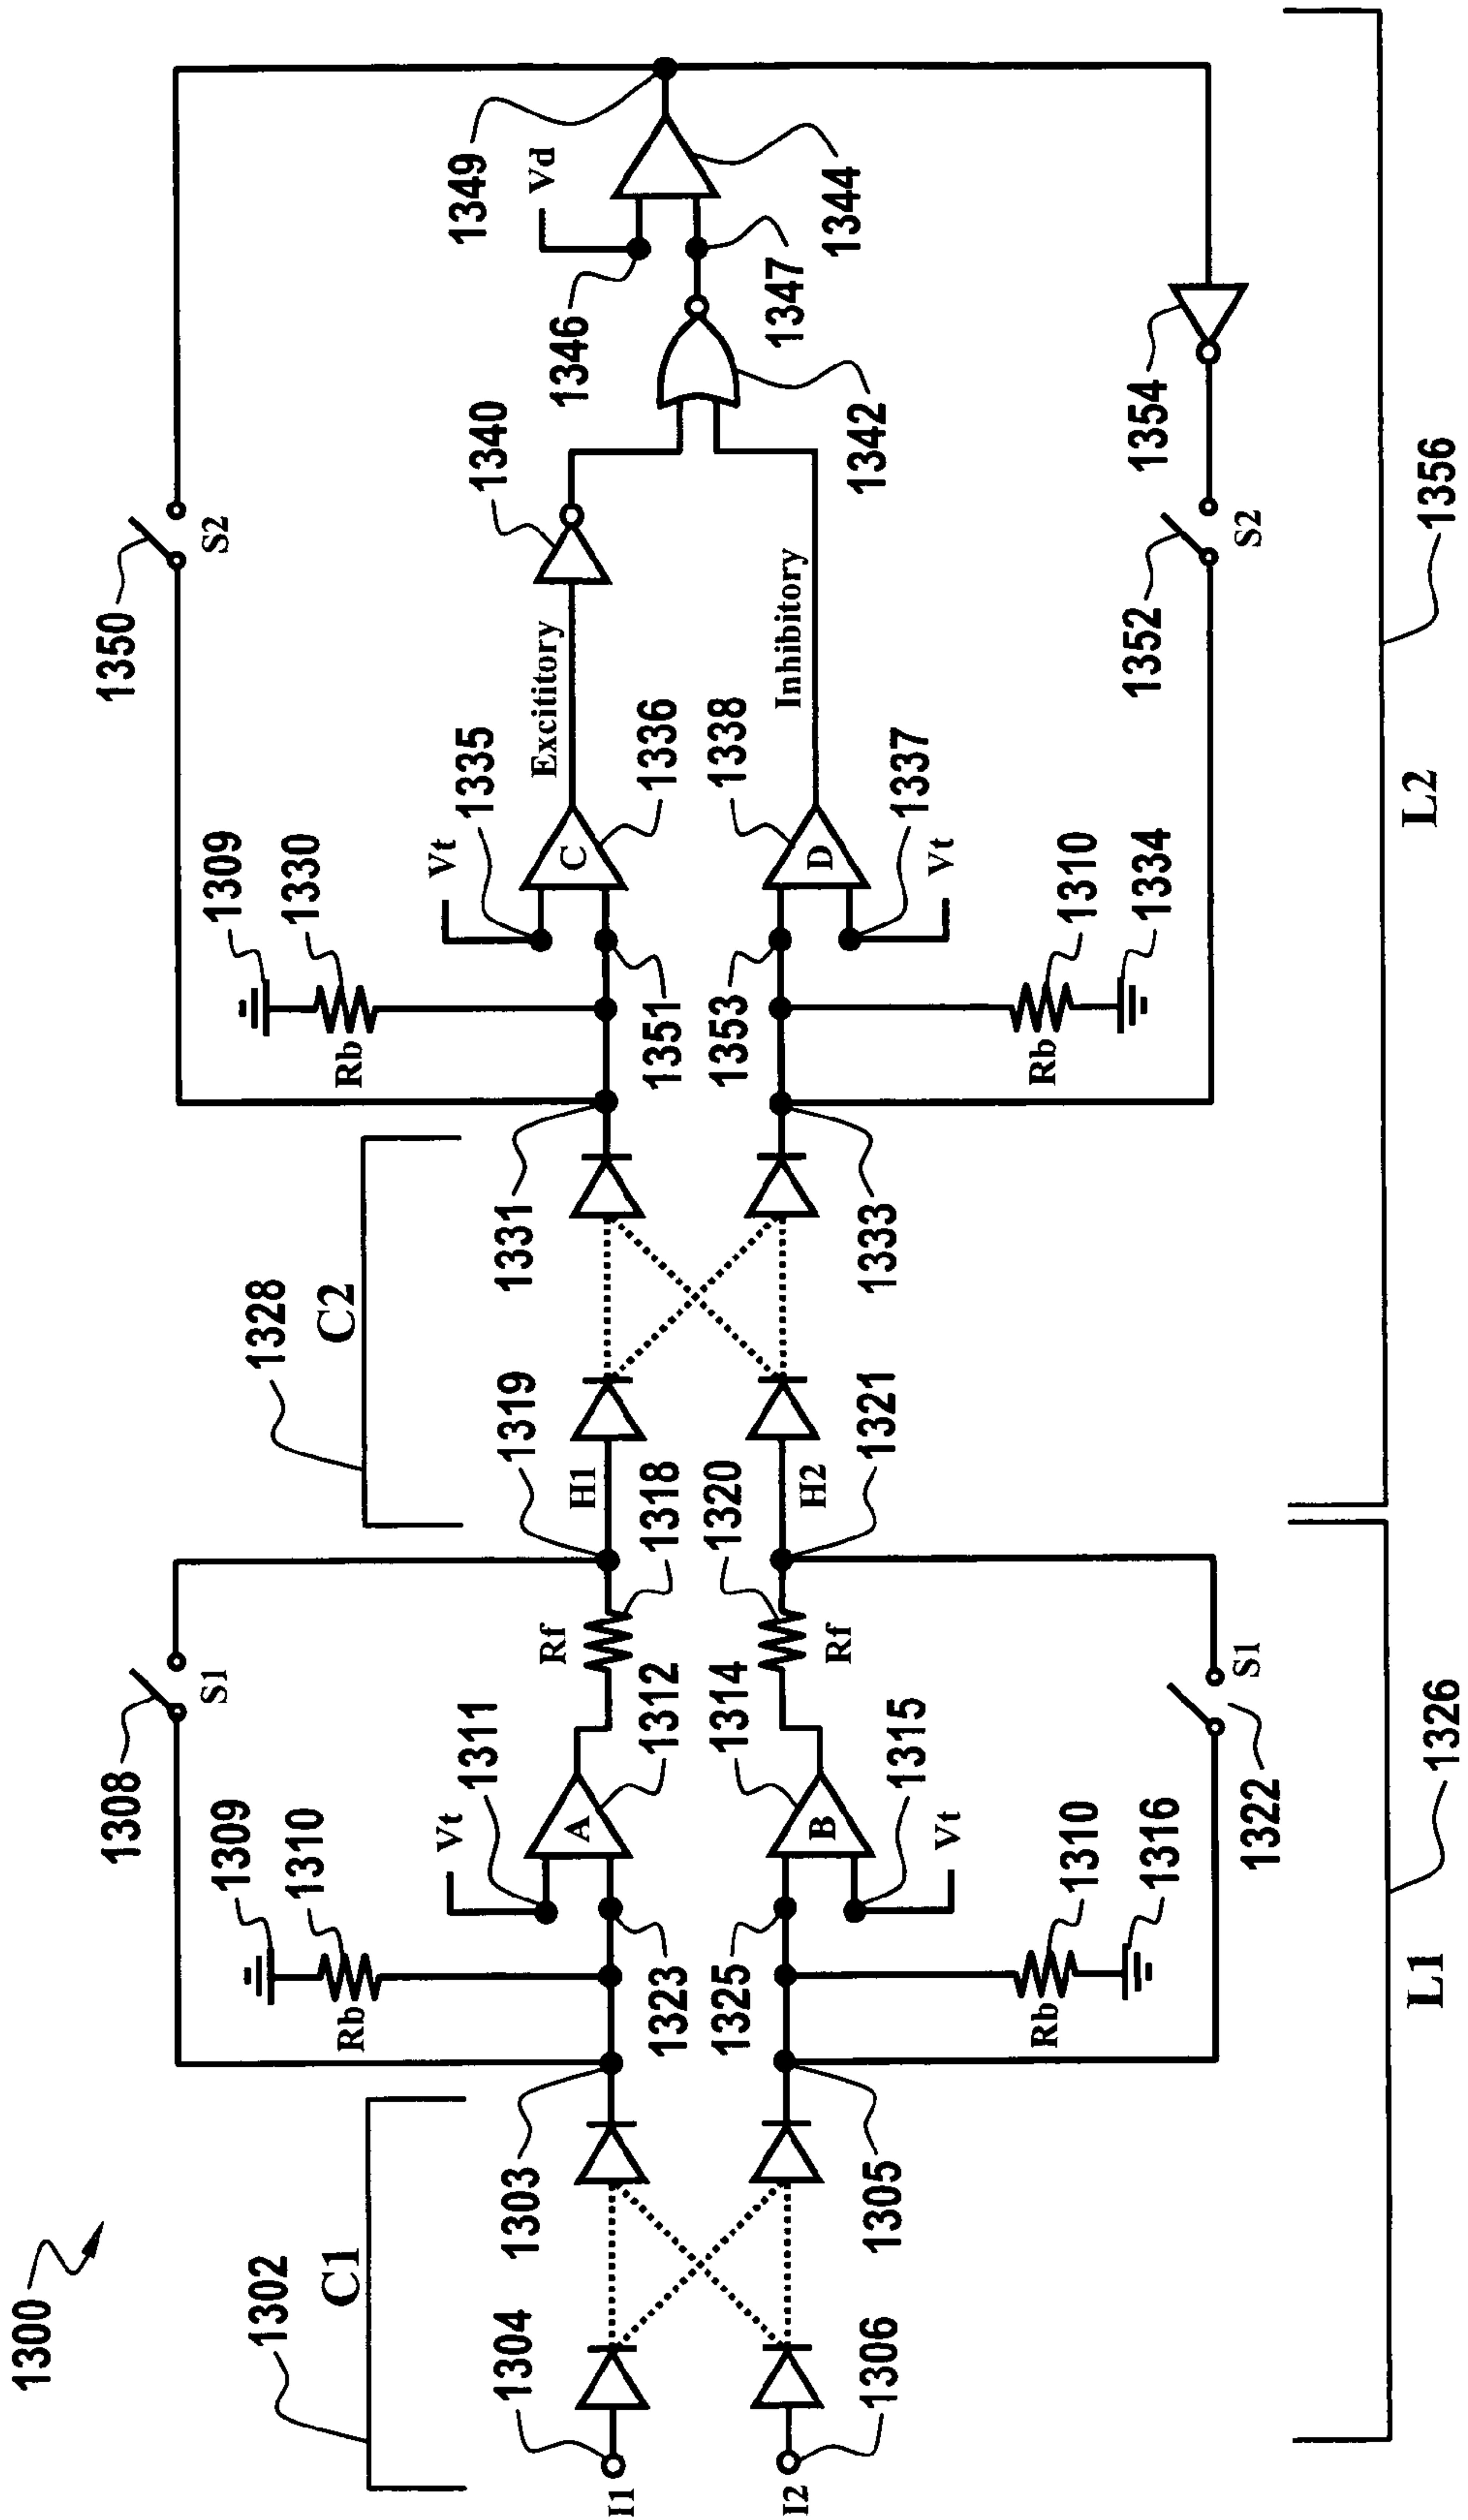 1300
1302
C1
1304
I1
I2
1306
1303
1305
1308
S1
1309
1310
Rb
1311
Vt
A
1312
1323
1325
1314
B
1315
Vt
1310
Rb
1316
1322
S1
Rf
1318
1320
Rf
1319
H1
H2
1321
1326
L1
1328
C2
1331
1333
1350
S2
1309
1330
Rb
1335
Vt
C
1336
1351
1353
1338
D
1337
Vt
1310
Rb
1334
Excititory
Inhibitory
1340
1342
1346
Vd
1347
1344
1349
1352
S2
1354
1356
L2